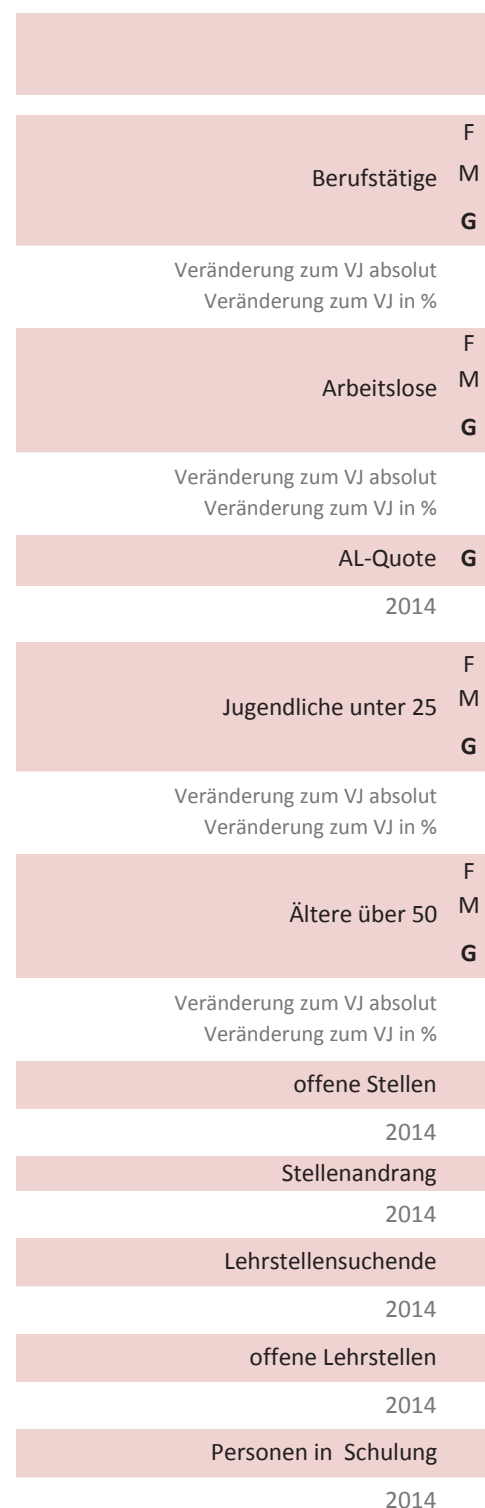 F
Berufstätige M
G
Veränderung zum VJ absolut
Veränderung zum VJ in %
F
Arbeitslose M
G
Veränderung zum VJ absolut
Veränderung zum VJ in %
AL-Quote G
2014
F
Jugendliche unter 25 M
G
Veränderung zum VJ absolut
Veränderung zum VJ in %
F
Ältere über 50 M
G
Veränderung zum VJ absolut
Veränderung zum VJ in %
offene Stellen
2014
Stellenandrang
2014
Lehrstellensuchende
2014
offene Lehrstellen
2014
Personen in Schulung
2014